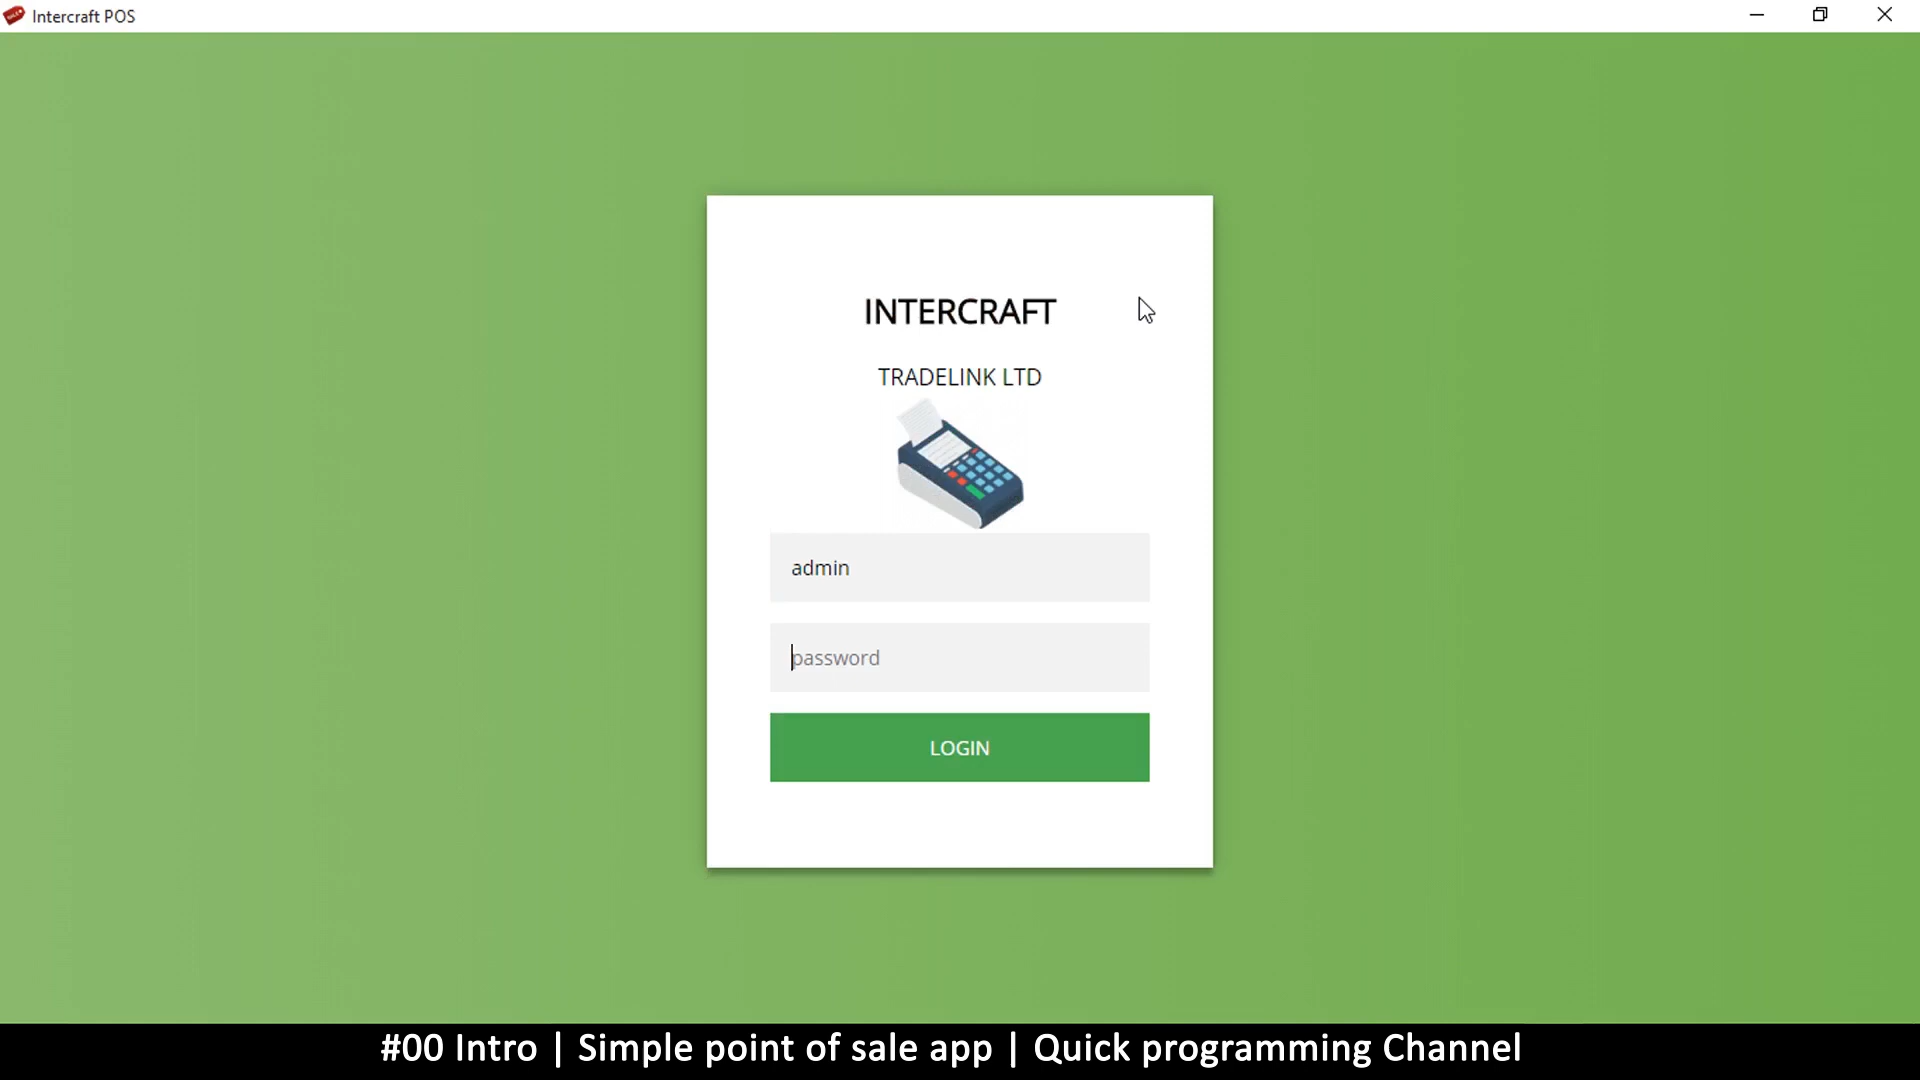 Intercraft POS
INTERCRAFT
TRADELINK LTD
admin
password
LOGIN
#00 Intro | Simple point of sale app | Quick programming Channel